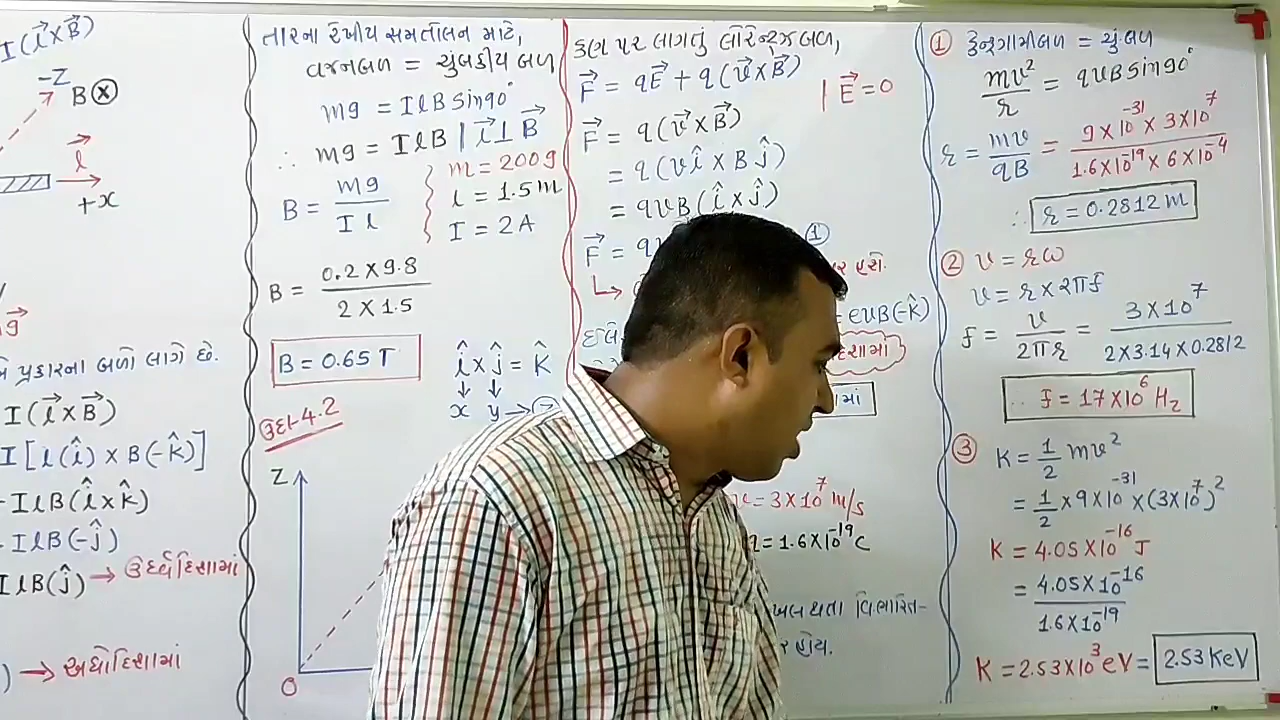 I(l⃗×B⃗)
-Z
B⊗
l⃗
+x
g⃗
પ્રકારના બળો લાગે છે.
I(l⃗×B⃗)
I[l(î)×B(-k̂)]
-IlB(î×k̂)
-IlB(-ĵ)
IlB(ĵ) → ઉર્ધ્વદિશામાં
) → અધોદિશામાં
તારના રેખીય સમતોલન માટે,
વજનબળ = ચુંબકીય બળ
mg = IlB Sin90°
∴ mg = IlB | l⃗⊥B⃗
B = mg / Il
m = 200g
l = 1.5m
I = 2A
B = 0.2×9.8 / 2×1.5
B = 0.65 T
î×ĵ = k̂
x y →
ઉદા-4.2
Z
O
કણ પર લાગતું લોરેન્ટ્ઝબળ,
F⃗ = qE⃗ + q(v⃗×B⃗)
| E⃗=0
F⃗ = q(v⃗×B⃗)
= q(vî×Bĵ)
= qvB(î×ĵ)
F⃗ = qv
①
હશે.
= evB(-k̂)
દિશામાં
માં
v = 3×10⁷ m/s
q = 1.6×10⁻¹⁹C
થતા
હોય.
① કેન્દ્રગામીબળ = ચુંબળ
mv²/r = qvB Sin90°
r = mv/qB = 9×10⁻³¹×3×10⁷ / 1.6×10⁻¹⁹×6×10⁻⁴
∴ r = 0.2812 m
② v = rω
v = r×2πf
f = v/2πr = 3×10⁷ / 2×3.14×0.2812
∴ f = 17×10⁶ Hz
③ K = 1/2 mv²
= 1/2 × 9×10⁻³¹×(3×10⁷)²
K = 4.05×10⁻¹⁶ J
= 4.05×10⁻¹⁶ / 1.6×10⁻¹⁹
K = 2.53×10³eV = 2.53 KeV